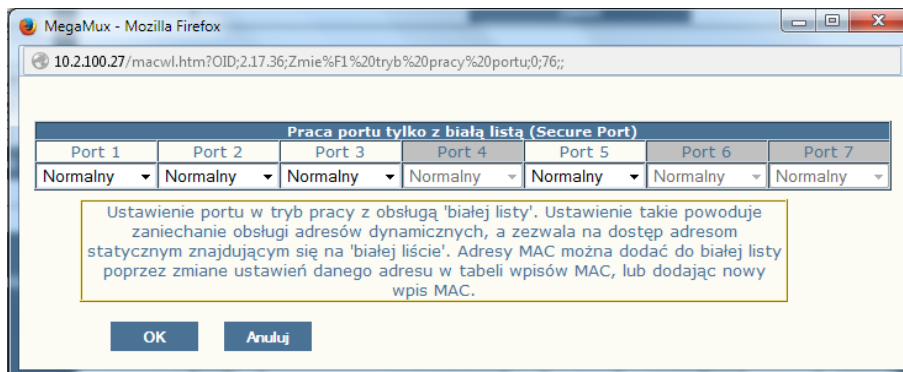 MegaMux - Mozilla Firefox
10.2.100.27/macwl.htm?OID;2.17.36;Zmie%F1%20tryb%20pracy%20portu;0;76;;
Praca portu tylko z białą listą (Secure Port)
Port 1 Port 2 Port 3 Port 4 Port 5 Port 6 Port 7
Normalny Normalny Normalny Normalny Normalny Normalny Normalny
Ustawienie portu w tryb pracy z obsługą 'białej listy'. Ustawienie takie powoduje
zaniechanie obsługi adresów dynamicznych, a zezwala na dostęp adresom
statycznym znajdującym się na 'białej liście'. Adresy MAC można dodać do białej listy
poprzez zmiane ustawień danego adresu w tabeli wpisów MAC, lub dodając nowy
wpis MAC.
OK Anuluj